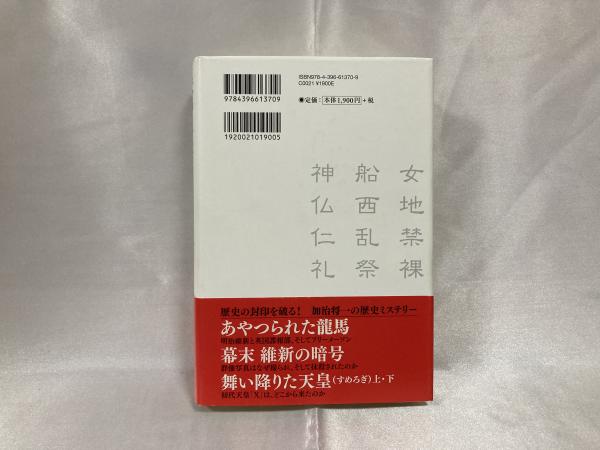 ISBN978-4-396-61370-9
C0021 ¥1900E
9784396613709
◉定価：本体1,900円＋税
1920021019005
女地禁裸
船西乱祭
神仏仁礼
歴史の封印を破る！ 加治将一の歴史ミステリー
あやつられた龍馬
明治維新と英国諜報部、そしてフリーメーソン
幕末 維新の暗号
群像写真はなぜ撮られ、そして抹殺されたのか
舞い降りた天皇（すめろぎ）上・下
初代天皇「X」は、どこから来たのか